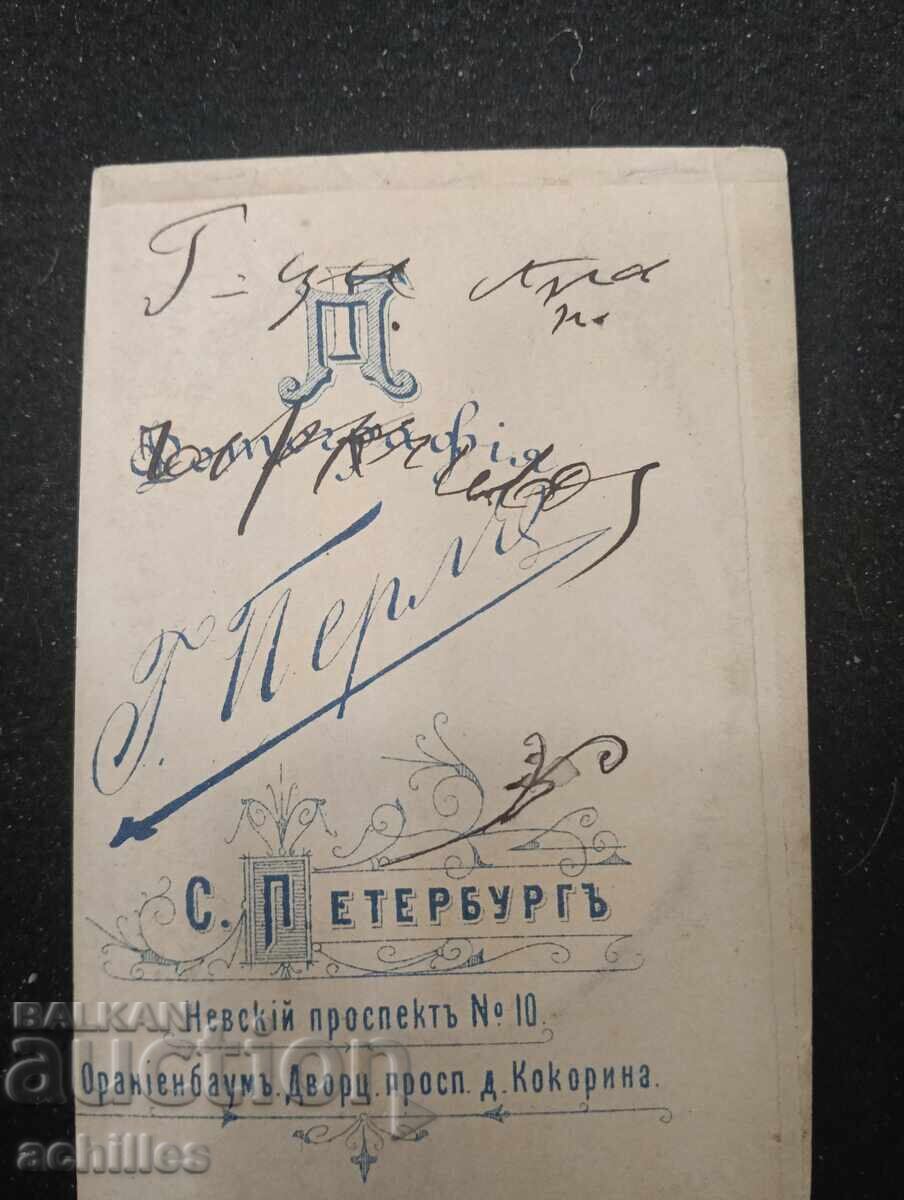 Г-
Фотографія
Г. Перль
С. ПЕТЕРБУРГЪ
Невскій проспектъ № 10.
Ораніенбаумъ. Дворц. просп. д. Кокорина.
BALKAN
auction
achilles